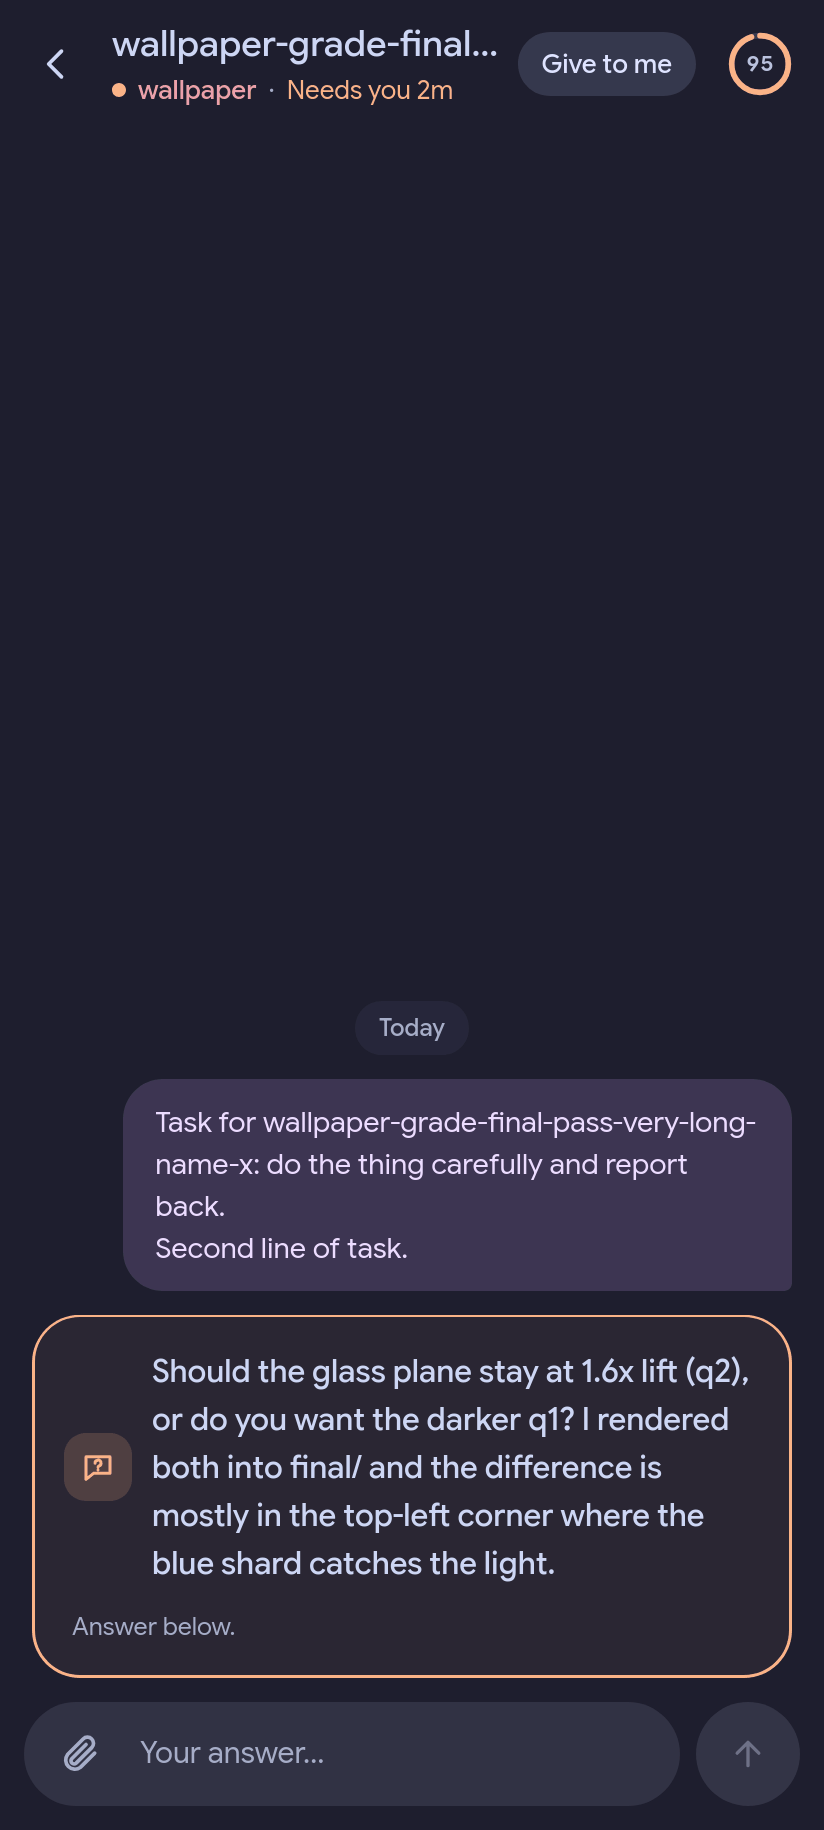 wallpaper-grade-final...
Give to me
95
wallpaper · Needs you 2m
Today
Task for wallpaper-grade-final-pass-very-long-
name-x: do the thing carefully and report
back.
Second line of task.
Should the glass plane stay at 1.6x lift (q2),
or do you want the darker q1? I rendered
both into final/ and the difference is
mostly in the top-left corner where the
blue shard catches the light.
Answer below.
Your answer...